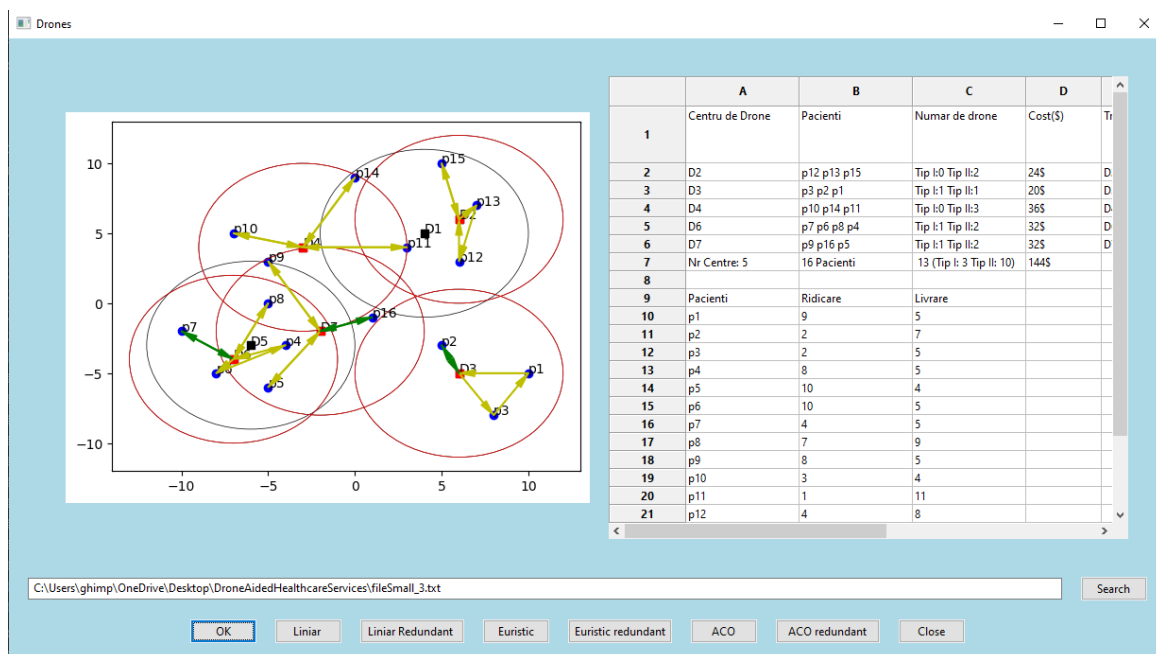 Drones
A B C D
1 Centru de Drone Pacienti Numar de drone Cost($) Tr
2 D2 p12 p13 p15 Tip I:0 Tip II:2 24$
3 D3 p3 p2 p1 Tip I:1 Tip II:1 20$
4 D4 p10 p14 p11 Tip I:0 Tip II:3 36$
5 D6 p7 p6 p8 p4 Tip I:1 Tip II:2 32$
6 D7 p9 p16 p5 Tip I:1 Tip II:2 32$
7 Nr Centre: 5 16 Pacienti 13 (Tip I: 3 Tip II: 10) 144$
8
9 Pacienti Ridicare Livrare
10 p1 9 5
11 p2 2 7
12 p3 2 5
13 p4 8 5
14 p5 10 4
15 p6 10 5
16 p7 4 5
17 p8 7 9
18 p9 8 5
19 p10 3 4
20 p11 1 11
21 p12 4 8
10
5
0
−5
−10
−10 −5 0 5 10
p15
p14
p13
D2
p10
D1
D4
p11
p9
p12
p8
p16
p7
D7
D5
p4
p2
p5
D3
p1
p3
C:\Users\ghimp\OneDrive\Desktop\DroneAidedHealthcareServices\fileSmall_3.txt Search
OK Liniar Liniar Redundant Euristic Euristic redundant ACO ACO redundant Close